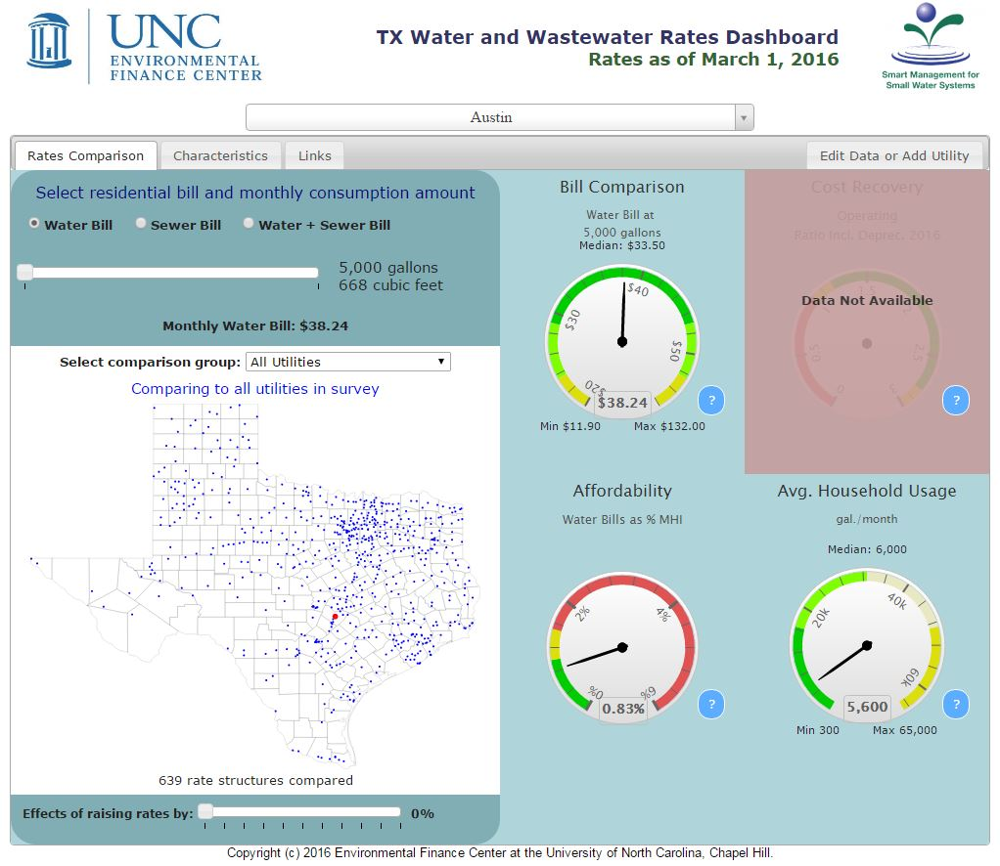 UNC
ENVIRONMENTAL
FINANCE CENTER
TX Water and Wastewater Rates Dashboard
Rates as of March 1, 2016
Smart Management for
Small Water Systems
Austin
Rates Comparison
Characteristics
Links
Edit Data or Add Utility
Select residential bill and monthly consumption amount
Water Bill
Sewer Bill
Water + Sewer Bill
5,000 gallons
668 cubic feet
Monthly Water Bill: $38.24
Select comparison group: All Utilities
Comparing to all utilities in survey
639 rate structures compared
Effects of raising rates by: 0%
Bill Comparison
Water Bill at
5,000 gallons
Median: $33.50
$20
$30
$40
$50
$38.24
?
Min $11.90 Max $132.00
Cost Recovery
Operating
Ratio Incl. Deprec. 2016
Data Not Available
0
0.5
1.5
2.5
3
?
Affordability
Water Bills as % MHI
0%
2%
4%
6%
0.83%
?
Avg. Household Usage
gal./month
Median: 6,000
20k
40k
60k
5,600
?
Min 300 Max 65,000
Copyright (c) 2016 Environmental Finance Center at the University of North Carolina, Chapel Hill.